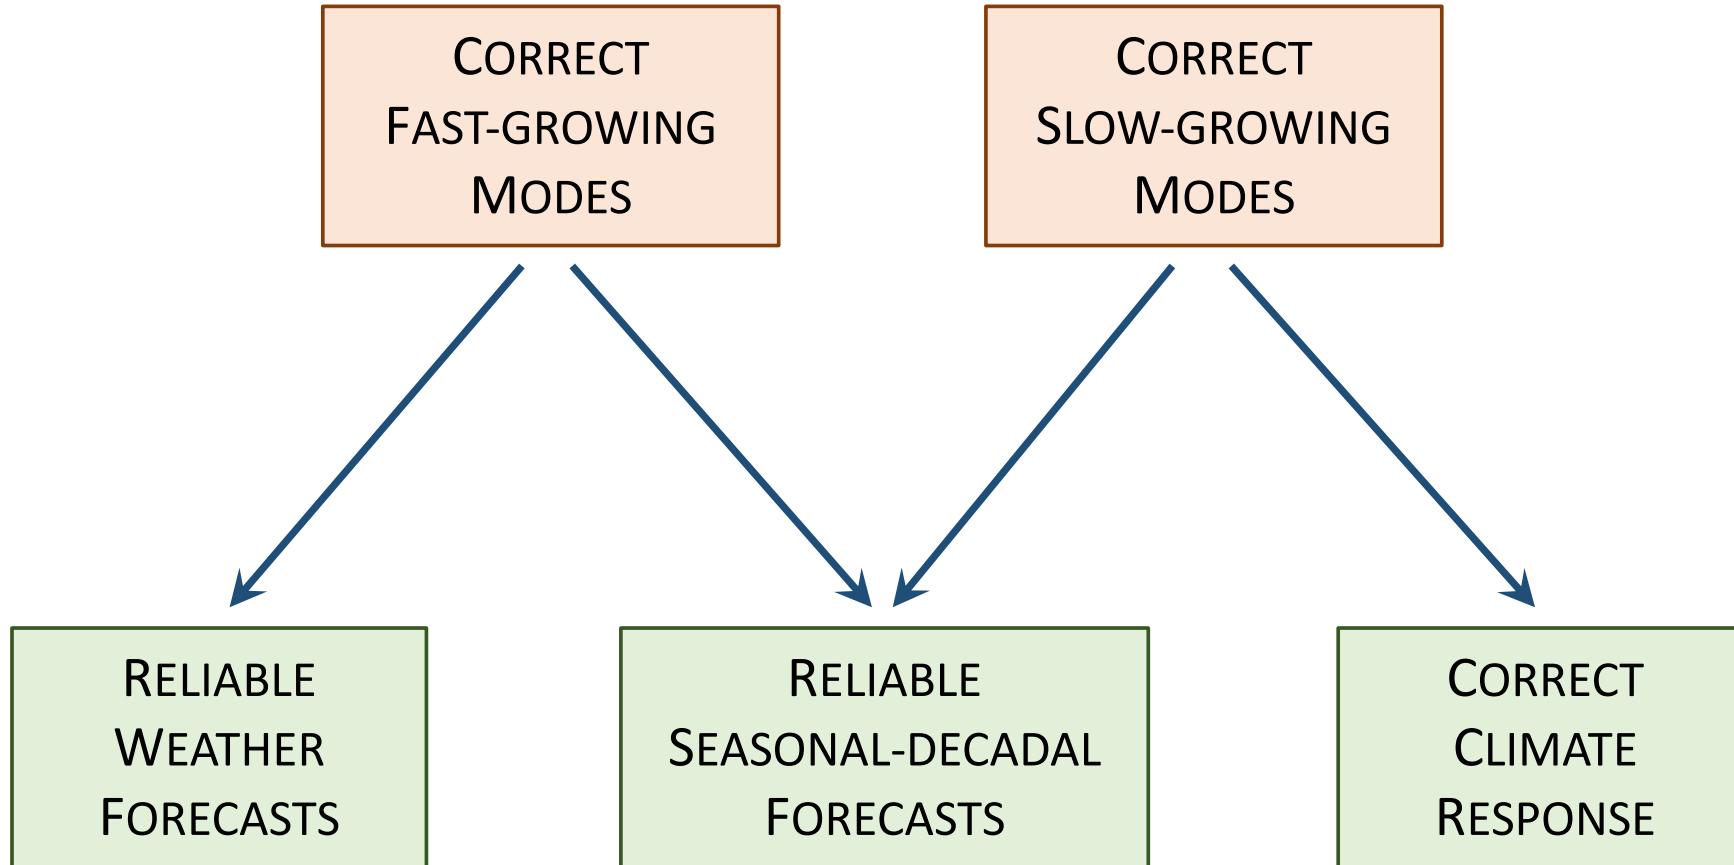 CORRECT
FAST-GROWING
MODES
CORRECT
SLOW-GROWING
MODES
RELIABLE
WEATHER
FORECASTS
RELIABLE
SEASONAL-DECADAL
FORECASTS
CORRECT
CLIMATE
RESPONSE